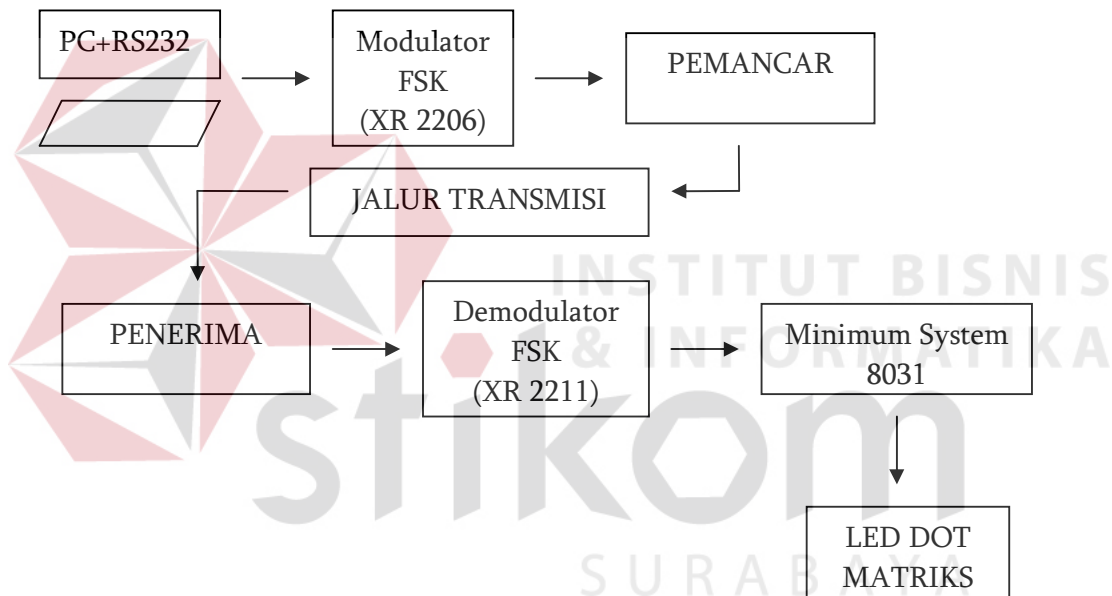 PC+RS232
Modulator
FSK
(XR 2206)
PEMANCAR
JALUR TRANSMISI
PENERIMA
Demodulator
FSK
(XR 2211)
Minimum System
8031
LED DOT
MATRIKS
INSTITUT BISNIS
& INFORMATIKA
stikom
SURABAYA